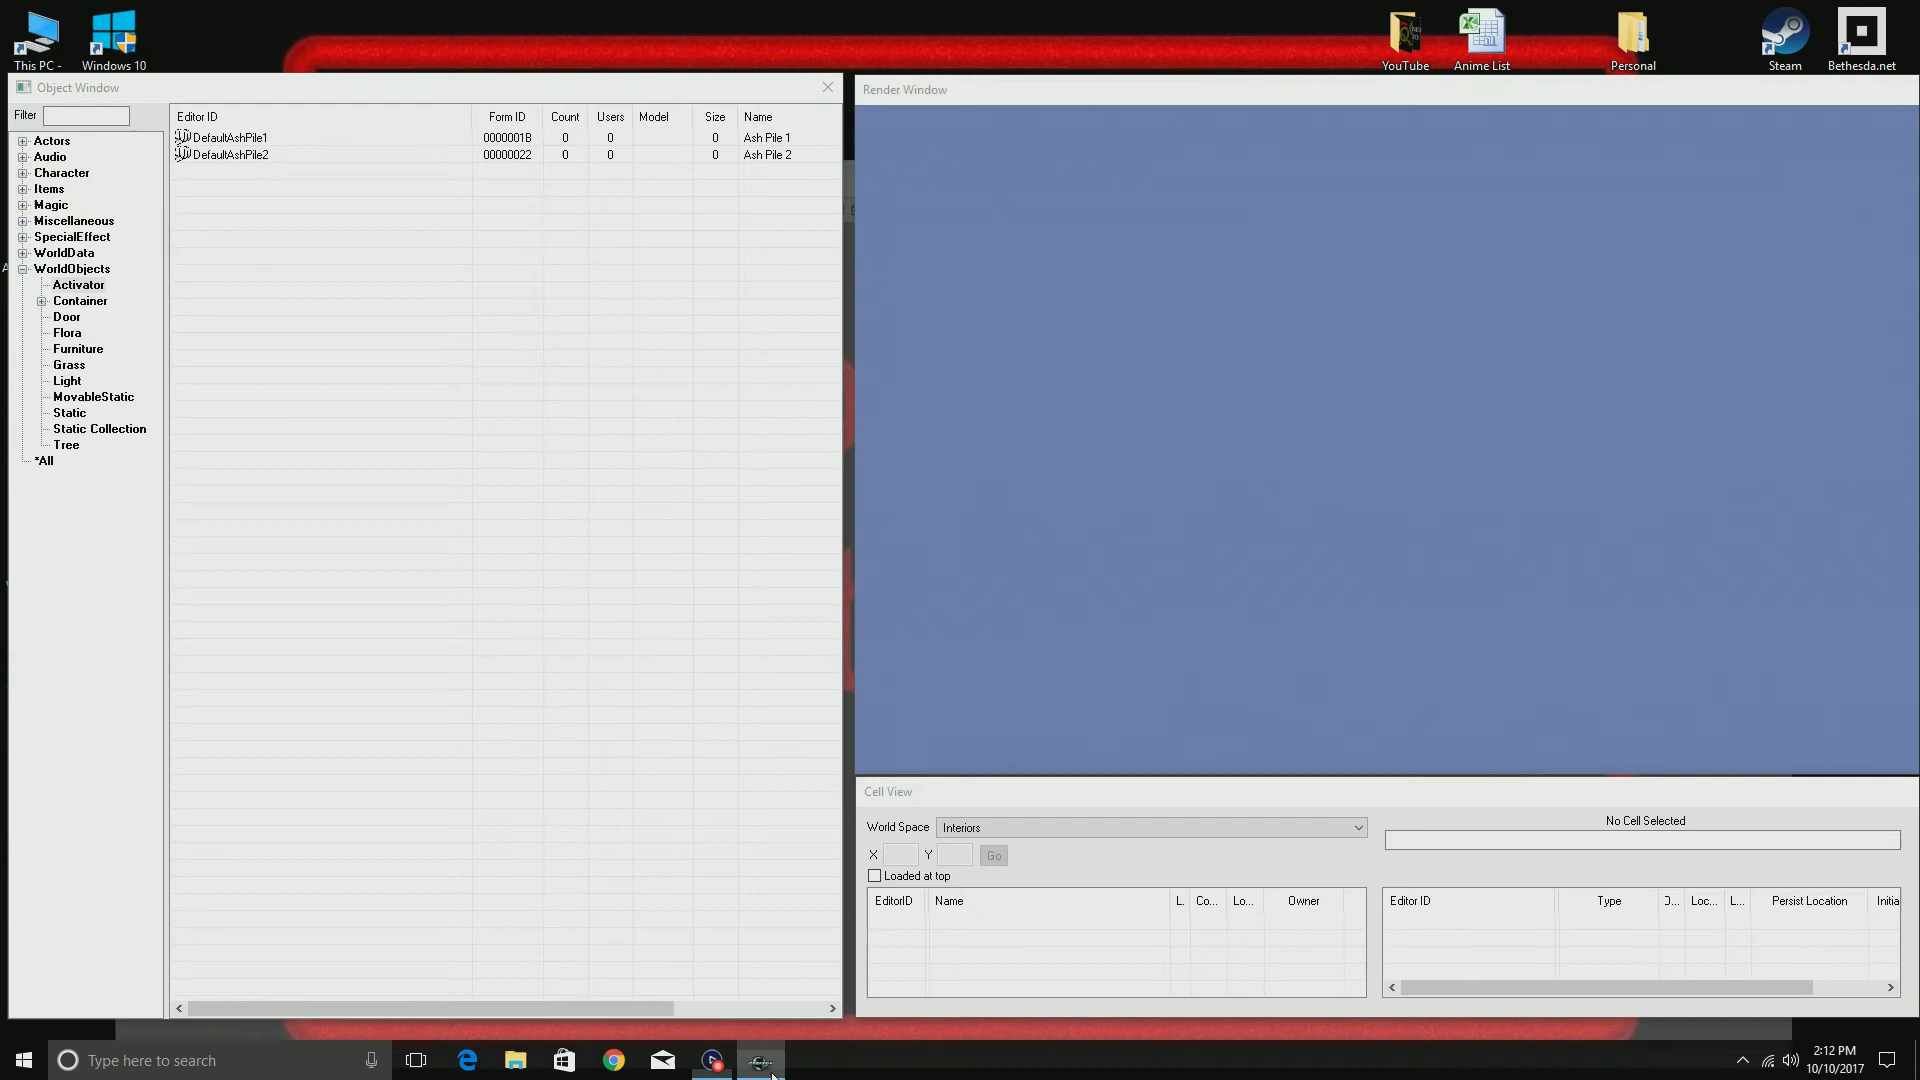 This PC -
Windows 10
YouTube
Anime List
Personal
Steam
Bethesda.net
Object Window
Filter
Editor ID Form ID Count Users Model Size Name
DefaultAshPile1 0000001B 0 0 0 Ash Pile 1
DefaultAshPile2 00000022 0 0 0 Ash Pile 2
Actors
Audio
Character
Items
Magic
Miscellaneous
SpecialEffect
WorldData
WorldObjects
Activator
Container
Door
Flora
Furniture
Grass
Light
MovableStatic
Static
Static Collection
Tree
*All
Render Window
Cell View
World Space Interiors
No Cell Selected
X Y Go
Loaded at top
EditorID Name L. Co... Lo... Owner
Editor ID Type Loc... L... Persist Location Initia
Type here to search
2:12 PM
10/10/2017